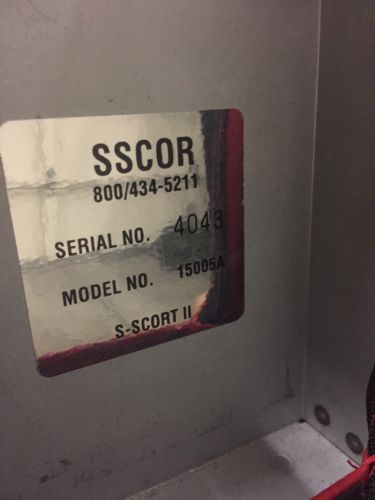 SSCOR
800/434-5211
SERIAL NO. 4043
MODEL NO. 15005A
S-SCORT II